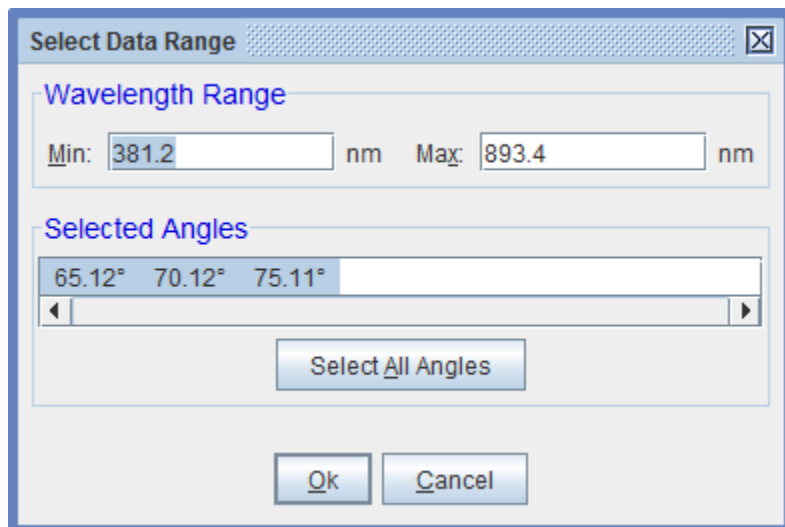 Select Data Range
Wavelength Range
Min: 381.2 nm Max: 893.4 nm
Selected Angles
65.12° 70.12° 75.11°
Select All Angles
Ok Cancel